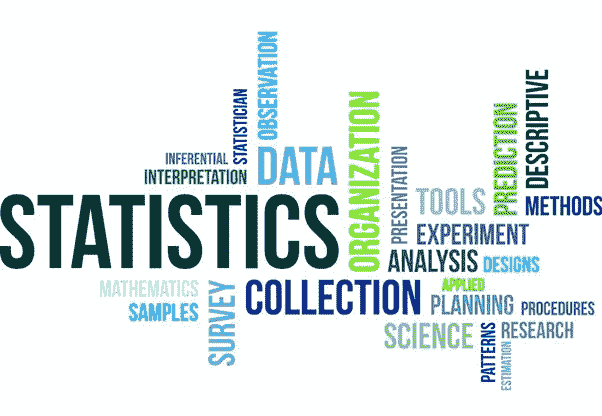 OBSERVATION
STATISTICIAN
INFERENTIAL
INTERPRETATION
DATA
ORGANIZATION
PRESENTATION
TOOLS
PREDICTION
DESCRIPTIVE
METHODS
STATISTICS
EXPERIMENT
ANALYSIS
DESIGNS
MATHEMATICS
SAMPLES
SURVEY
COLLECTION
APPLIED
PLANNING
PROCEDURES
SCIENCE
PATTERNS
RESEARCH
ESTIMATION